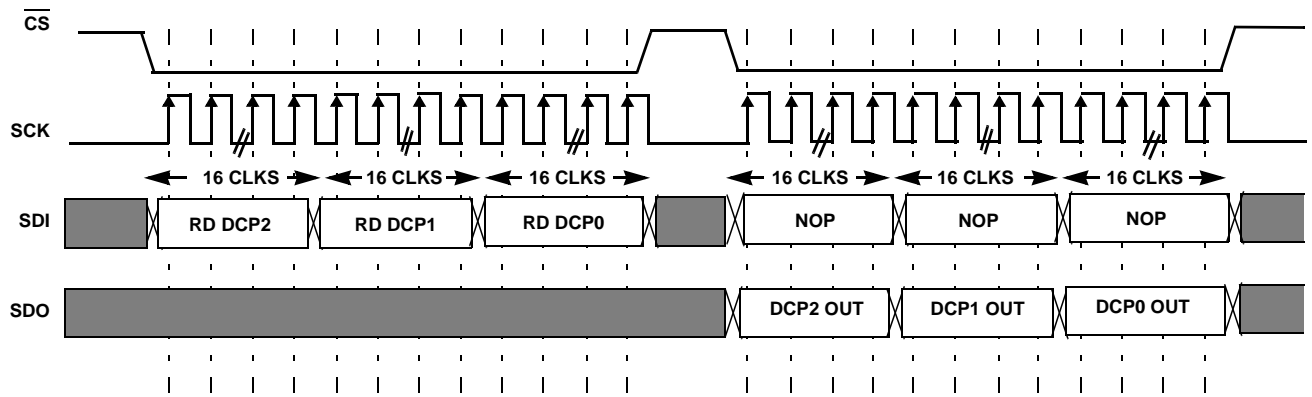 CS
SCK
16 CLKS 16 CLKS 16 CLKS 16 CLKS 16 CLKS 16 CLKS
SDI RD DCP2 RD DCP1 RD DCP0 NOP NOP NOP
SDO DCP2 OUT DCP1 OUT DCP0 OUT